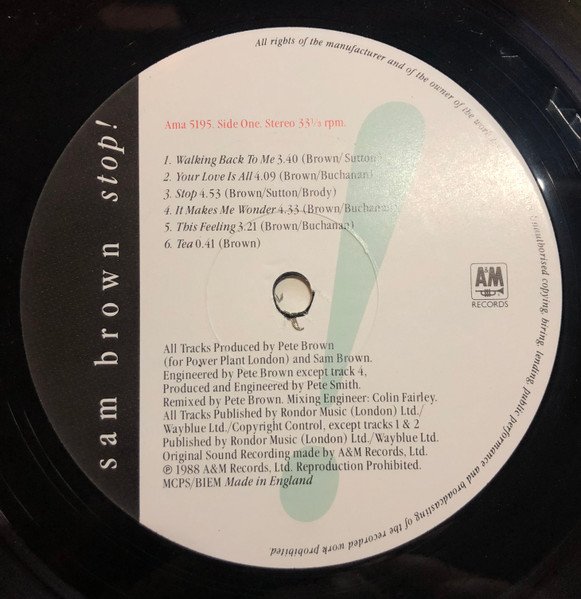 sam brown stop!
All rights of the manufacturer and of the owner of the recorded work
unauthorised copying, hiring, lending, public performance and broadcasting of the recorded work prohibited.
Ama 5195. Side One. Stereo 33⅓ rpm.
1. Walking Back To Me 3.40 (Brown/Sutton)
2. Your Love Is All 4.09 (Brown/Buchanan)
3. Stop 4.53 (Brown/Sutton/Brody)
4. It Makes Me Wonder 4.33 (Brown/Buchanan)
5. This Feeling 3.21 (Brown/Buchanan)
6. Tea 0.41 (Brown)
A&M
RECORDS
All Tracks Produced by Pete Brown
(for Power Plant London) and Sam Brown.
Engineered by Pete Brown except track 4,
Produced and Engineered by Pete Smith.
Remixed by Pete Brown. Mixing Engineer: Colin Fairley.
All Tracks Published by Rondor Music (London) Ltd./
Wayblue Ltd./Copyright Control, except tracks 1 & 2
Published by Rondor Music (London) Ltd./Wayblue Ltd.
Original Sound Recording made by A&M Records, Ltd.
℗ 1988 A&M Records, Ltd. Reproduction Prohibited.
MCPS/BIEM Made in England